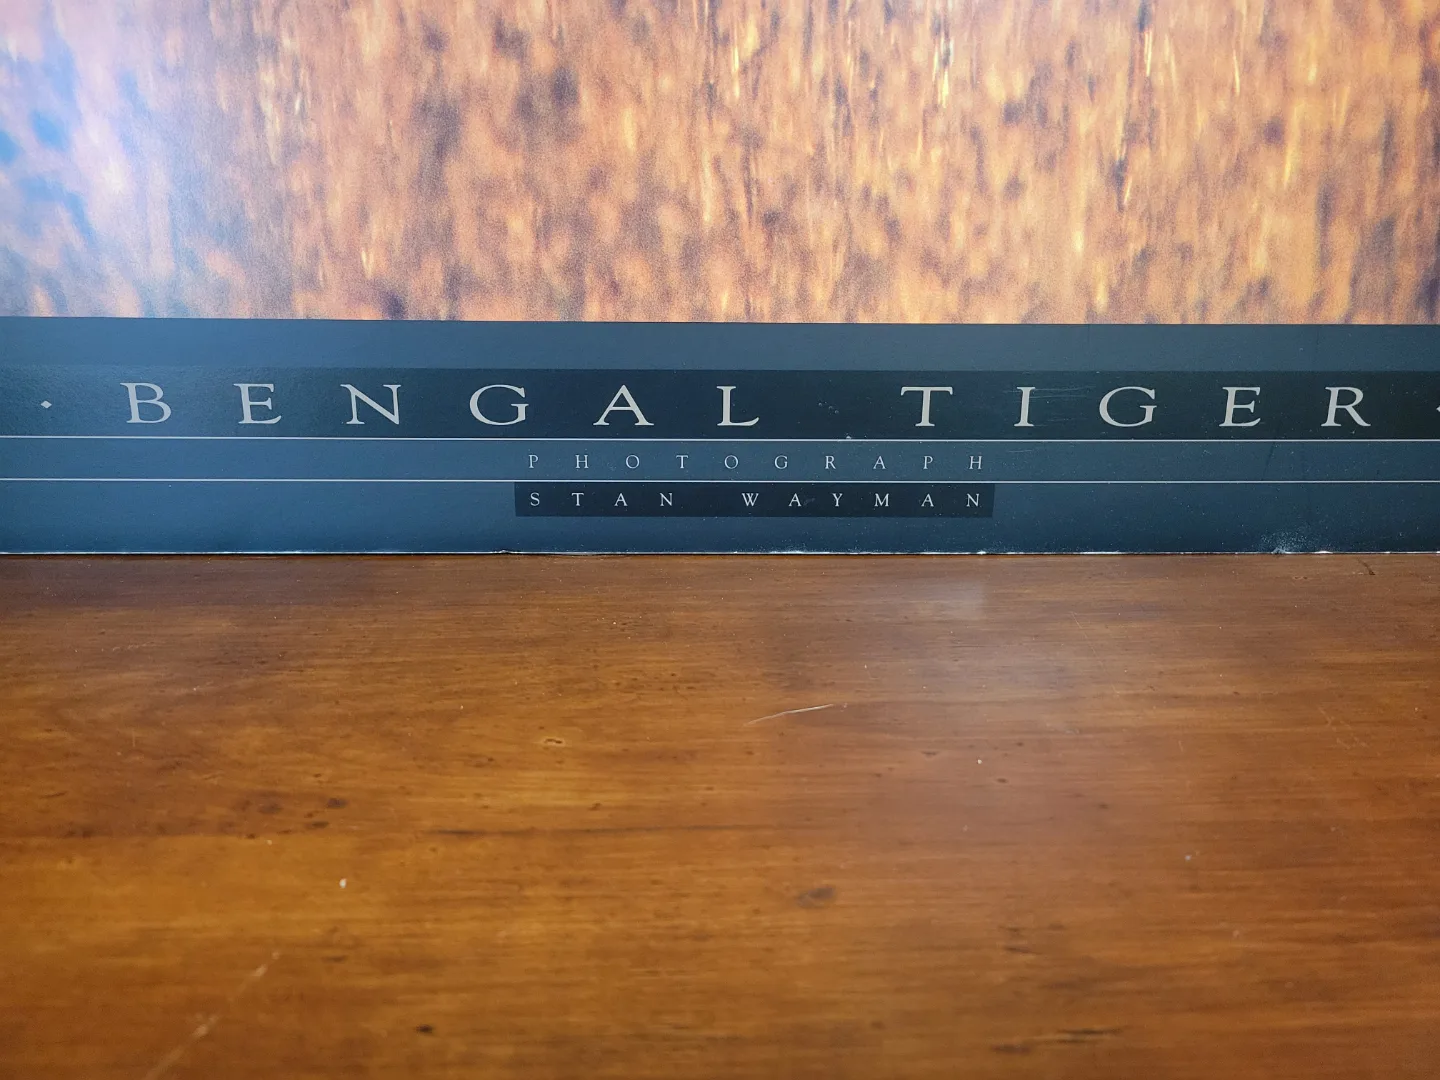 · BENGAL TIGER ·
PHOTOGRAPH
STAN WAYMAN